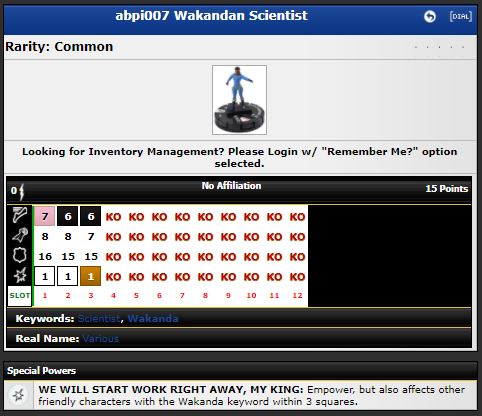 abpi007 Wakandan Scientist
[DIAL]
Rarity: Common
. . . . .
Looking for Inventory Management? Please Login w/ "Remember Me?" option
selected.
0 No Affiliation 15 Points
7 6 6 KO KO KO KO KO KO KO KO KO
8 8 7 KO KO KO KO KO KO KO KO KO
16 15 15 KO KO KO KO KO KO KO KO KO
1 1 1 KO KO KO KO KO KO KO KO KO
SLOT 1 2 3 4 5 6 7 8 9 10 11 12
Keywords: Scientist, Wakanda
Real Name: Various
Special Powers
WE WILL START WORK RIGHT AWAY, MY KING: Empower, but also affects other
friendly characters with the Wakanda keyword within 3 squares.